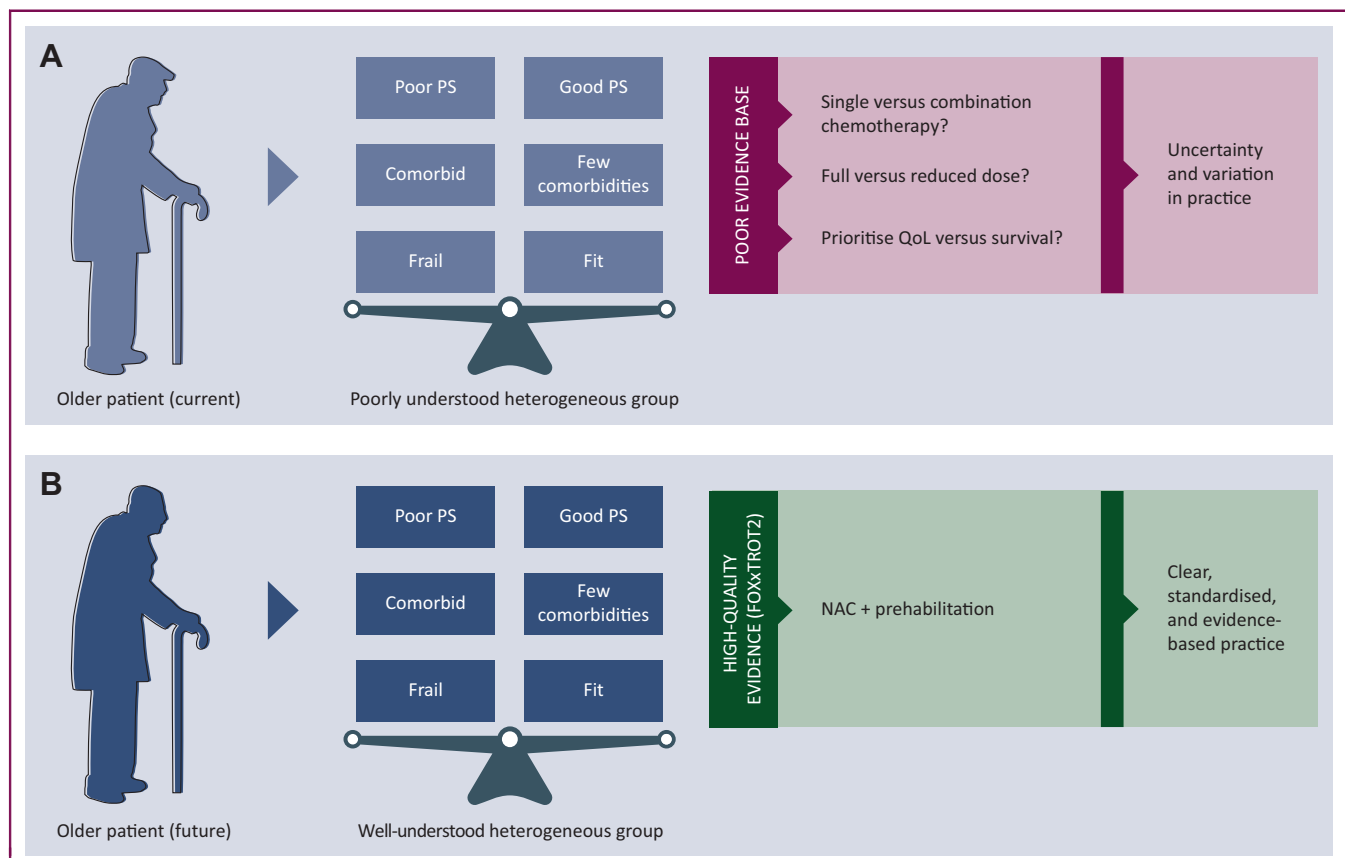 A
Poor PS
Good PS
Comorbid
Few
comorbidities
Frail
Fit
Older patient (current)
Poorly understood heterogeneous group
POOR EVIDENCE BASE
Single versus combination
chemotherapy?
Full versus reduced dose?
Prioritise QoL versus survival?
Uncertainty
and variation
in practice
B
Poor PS
Good PS
Comorbid
Few
comorbidities
Frail
Fit
Older patient (future)
Well-understood heterogeneous group
HIGH-QUALITY
EVIDENCE (FOXxTROT2)
NAC + prehabilitation
Clear,
standardised,
and evidence-
based practice